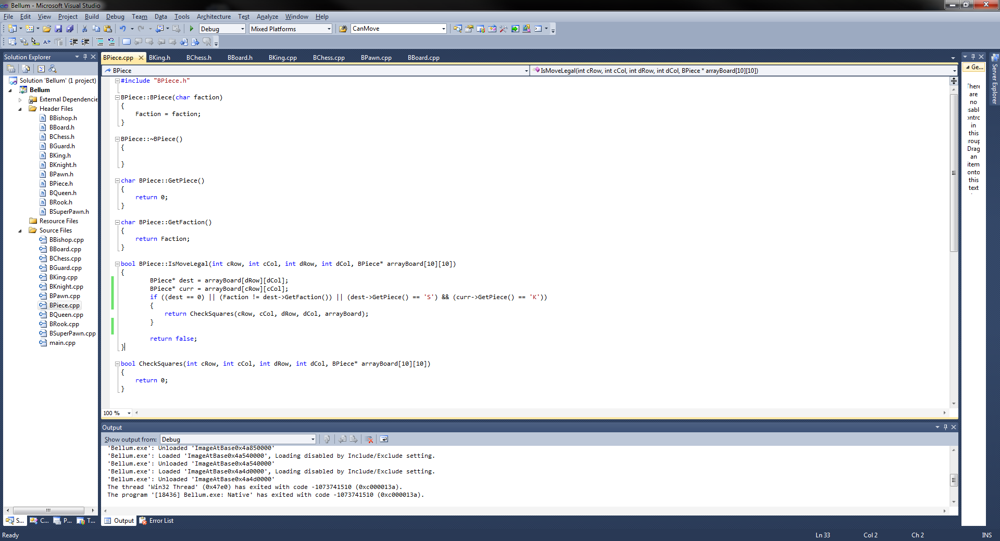 Bellum - Microsoft Visual Studio
File Edit View Project Build Debug Team Data Tools Architecture Test Analyze Window Help
Debug Mixed Platforms CanMove
Solution Explorer
Solution 'Bellum' (1 project)
Bellum
External Dependencie
Header Files
BBishop.h
BBoard.h
BChess.h
BGuard.h
BKing.h
BKnight.h
BPawn.h
BPiece.h
BQueen.h
BRook.h
BSuperPawn.h
Resource Files
Source Files
BBishop.cpp
BBoard.cpp
BChess.cpp
BGuard.cpp
BKing.cpp
BKnight.cpp
BPawn.cpp
BPiece.cpp
BQueen.cpp
BRook.cpp
BSuperPawn.cpp
main.cpp
S... C... P... T...
BPiece.cpp BKing.h BChess.h BBoard.h BKing.cpp BChess.cpp BPawn.cpp BBoard.cpp
BPiece IsMoveLegal(int cRow, int cCol, int dRow, int dCol, BPiece * arrayBoard[10][10])
#include "BPiece.h"
BPiece::BPiece(char faction)
{
Faction = faction;
}
BPiece::~BPiece()
{
}
char BPiece::GetPiece()
{
return 0;
}
char BPiece::GetFaction()
{
return Faction;
}
bool BPiece::IsMoveLegal(int cRow, int cCol, int dRow, int dCol, BPiece* arrayBoard[10][10])
{
BPiece* dest = arrayBoard[dRow][dCol];
BPiece* curr = arrayBoard[cRow][cCol];
if ((dest == 0) || (Faction != dest->GetFaction()) || (dest->GetPiece() == 'S') && (curr->GetPiece() == 'K'))
{
return CheckSquares(cRow, cCol, dRow, dCol, arrayBoard);
}
return false;
}
bool CheckSquares(int cRow, int cCol, int dRow, int dCol, BPiece* arrayBoard[10][10])
{
return 0;
}
100 %
Output
Show output from: Debug
'Bellum.exe': Unloaded 'ImageAtBase0x4a850000'
'Bellum.exe': Loaded 'ImageAtBase0x4a540000', Loading disabled by Include/Exclude setting.
'Bellum.exe': Unloaded 'ImageAtBase0x4a540000'
'Bellum.exe': Loaded 'ImageAtBase0x4a4d0000', Loading disabled by Include/Exclude setting.
'Bellum.exe': Unloaded 'ImageAtBase0x4a4d0000'
The thread 'Win32 Thread' (0x47e0) has exited with code -1073741510 (0xc000013a).
The program '[18436] Bellum.exe: Native' has exited with code -1073741510 (0xc000013a).
Output Error List
Ge...
are
no
in
this
Drag
an
item
onto
this
text
Server Explorer
Ready Ln 33 Col 2 Ch 2 INS